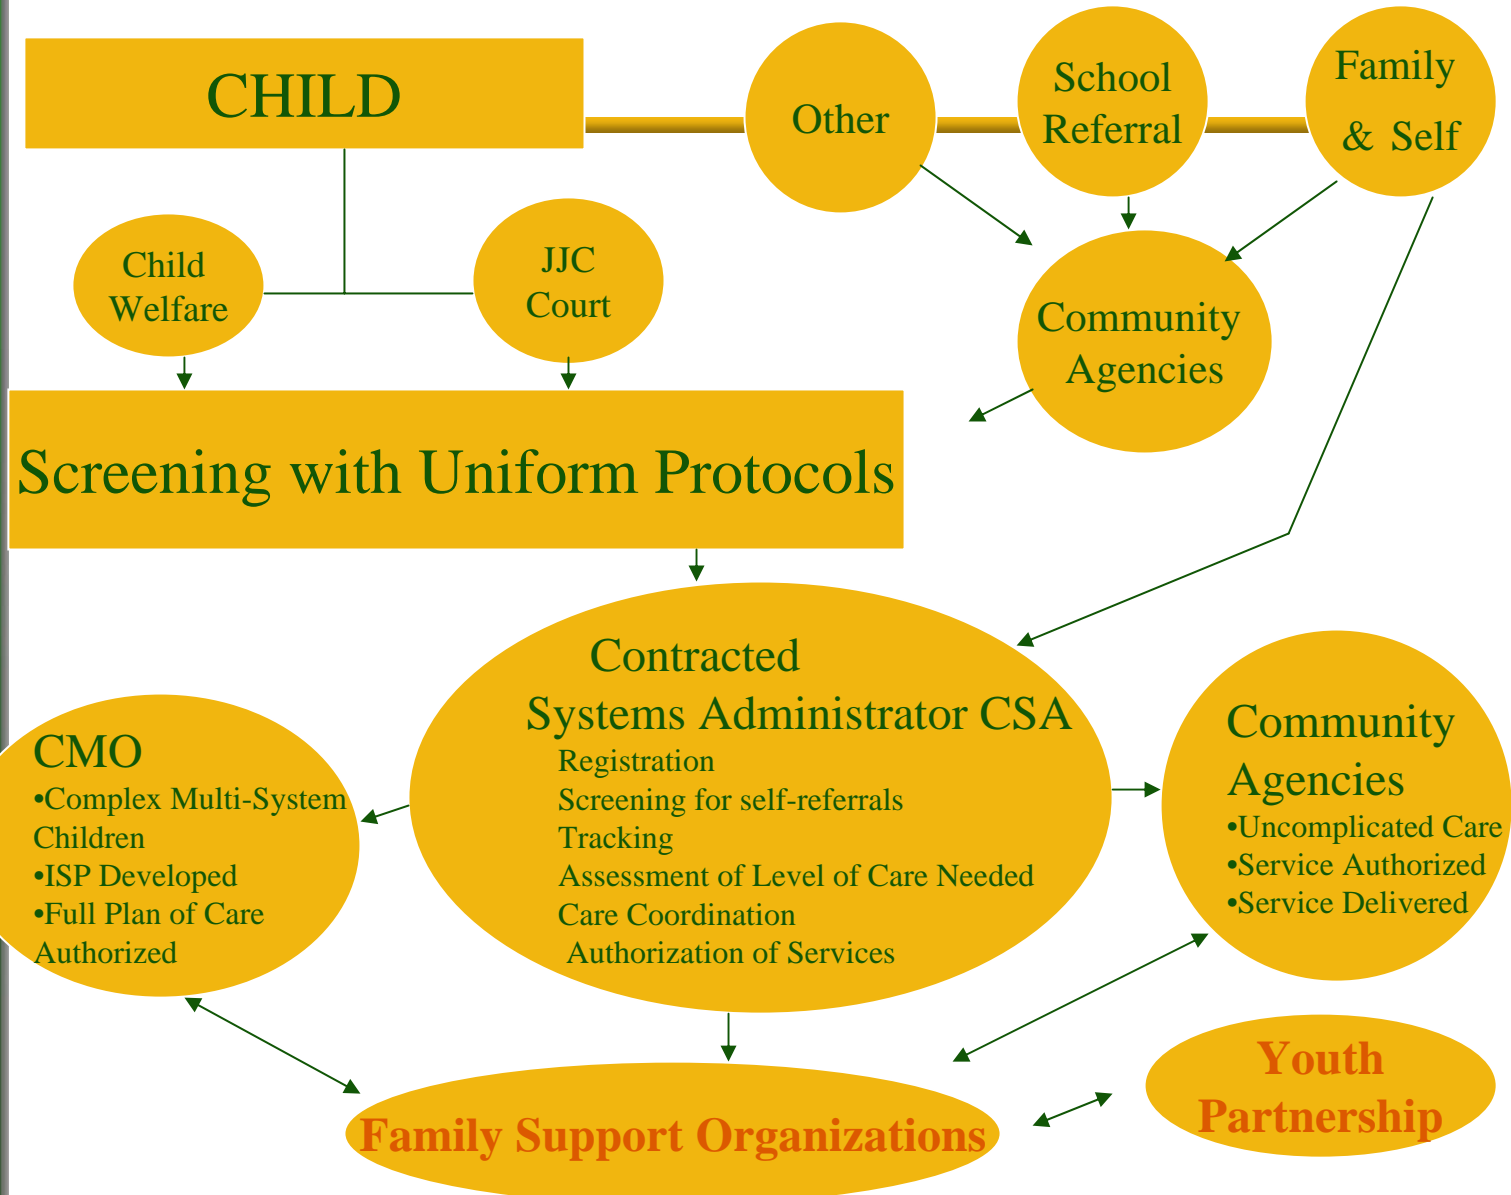 CHILD
Other
School
Referral
Family
& Self
Child
Welfare
JJC
Court
Community
Agencies
Screening with Uniform Protocols
Contracted
Systems Administrator CSA
Registration
Screening for self-referrals
Tracking
Assessment of Level of Care Needed
Care Coordination
Authorization of Services
CMO
•Complex Multi-System
Children
•ISP Developed
•Full Plan of Care
Authorized
Community
Agencies
•Uncomplicated Care
•Service Authorized
•Service Delivered
Family Support Organizations
Youth
Partnership